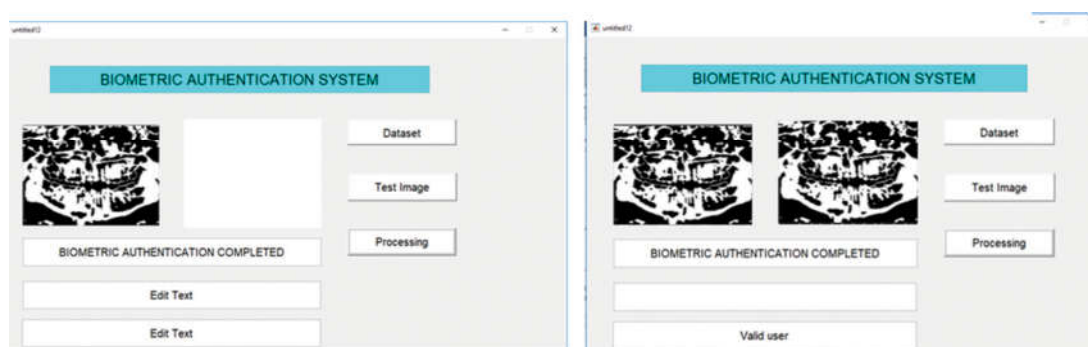 untitled12
BIOMETRIC AUTHENTICATION SYSTEM
Dataset
Test Image
Processing
BIOMETRIC AUTHENTICATION COMPLETED
Edit Text
Edit Text
untitled12
BIOMETRIC AUTHENTICATION SYSTEM
Dataset
Test Image
Processing
BIOMETRIC AUTHENTICATION COMPLETED
Valid user